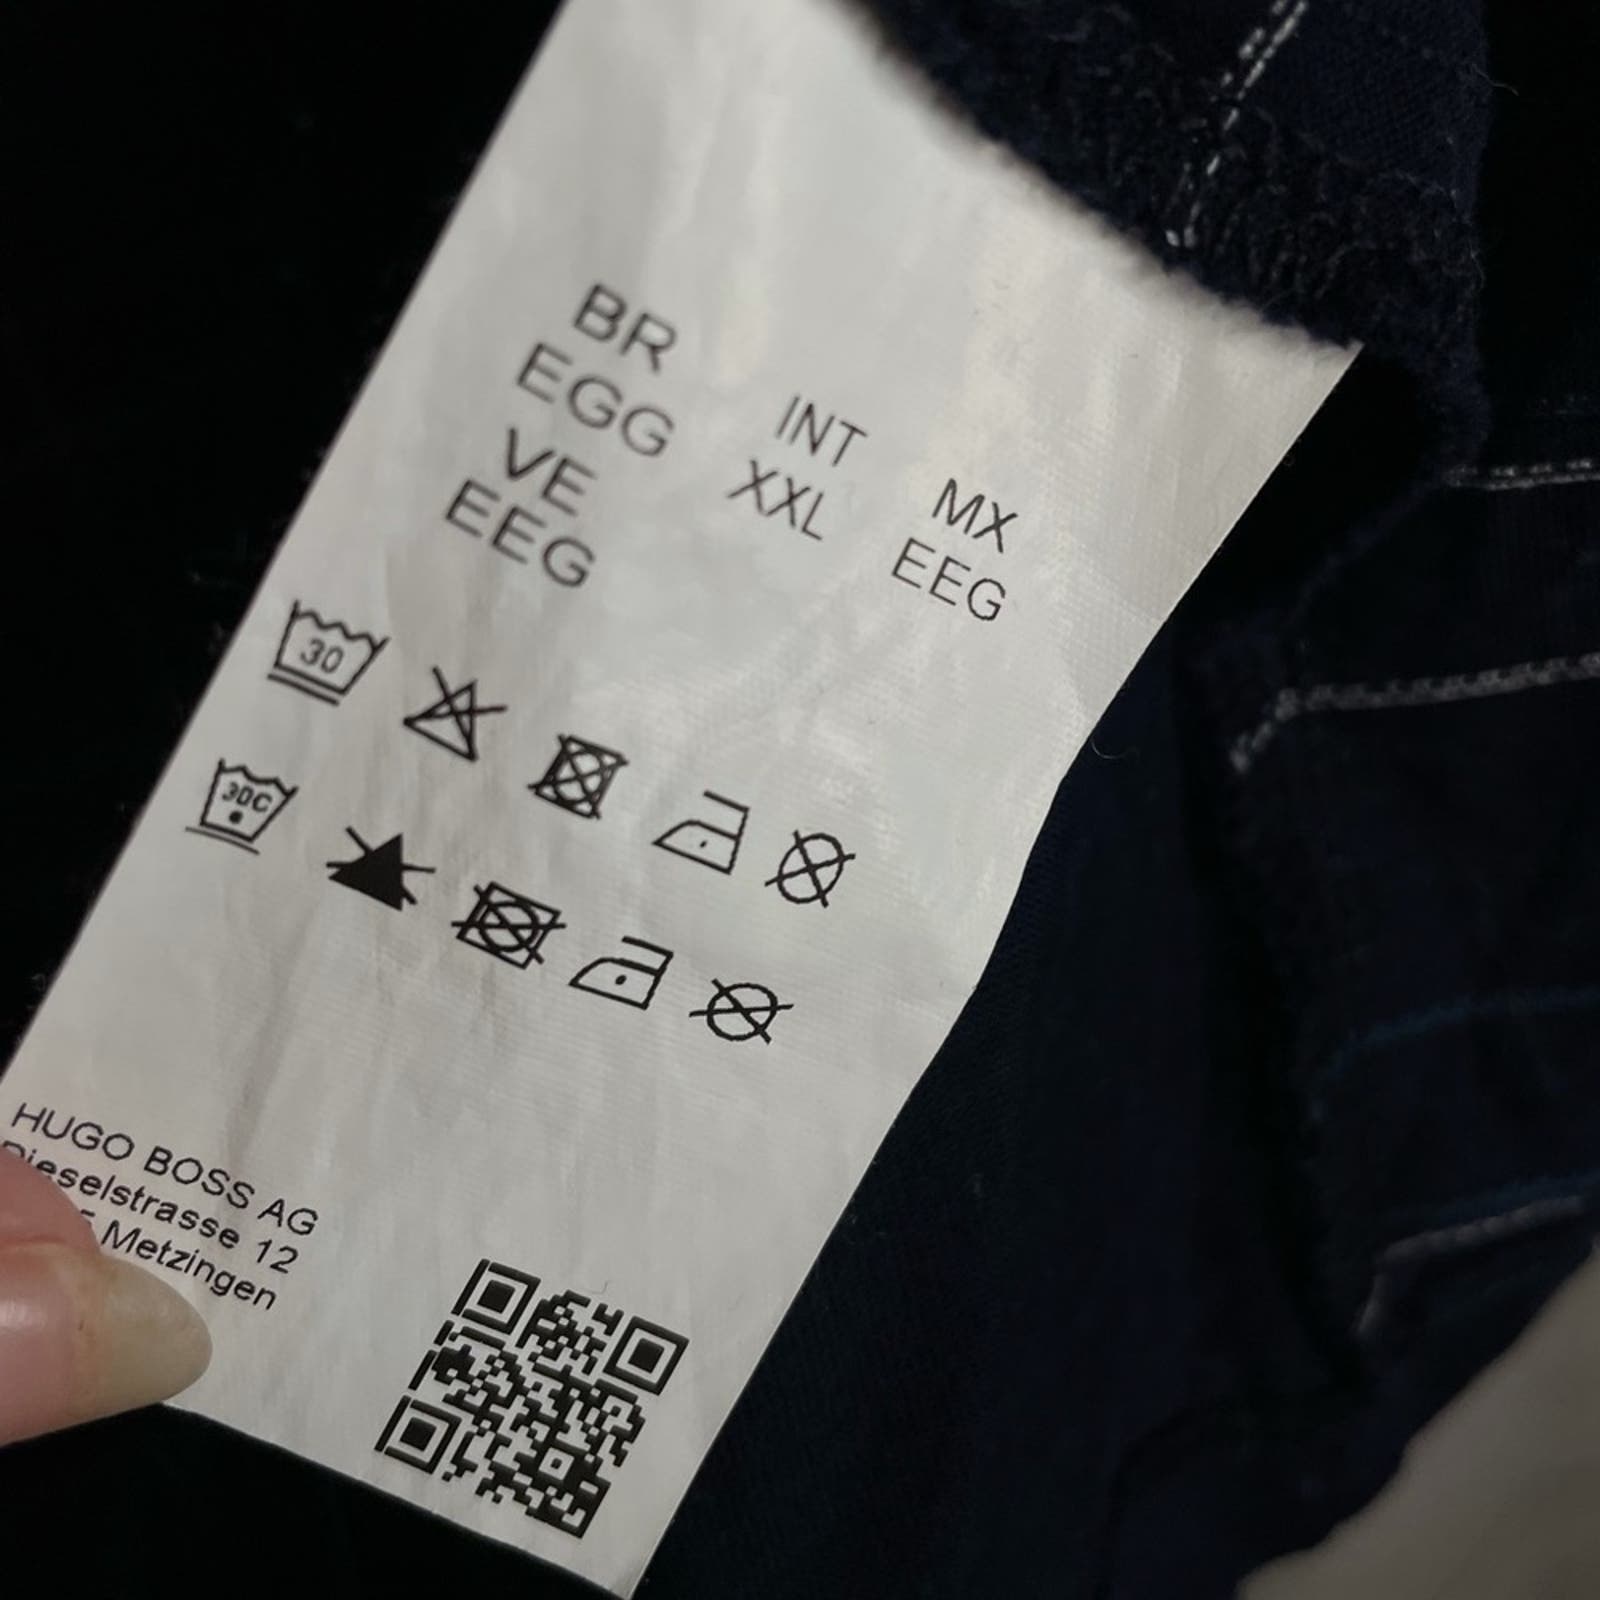 BR
EGG
VE
EEG
INT
XXL
MX
EEG
30
30C
HUGO BOSS AG
Dieselstrasse 12
Metzingen